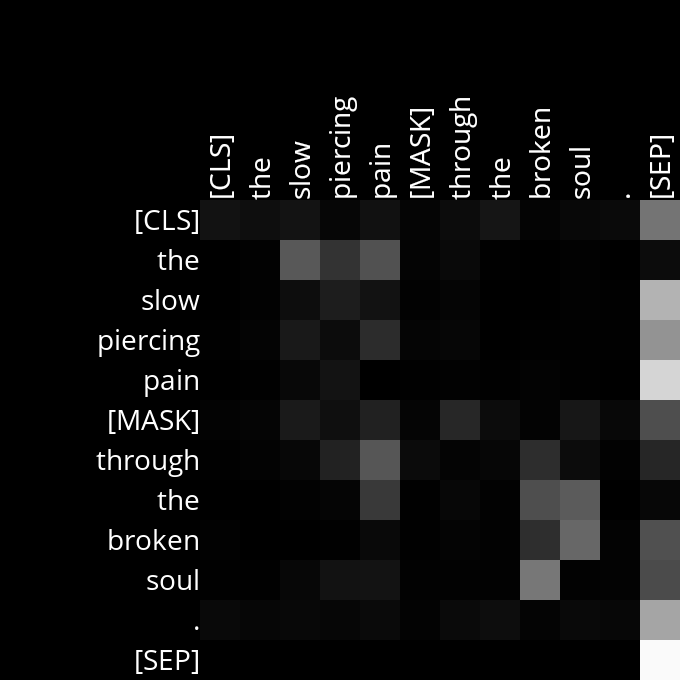 [CLS] the slow piercing pain [MASK] through the broken soul . [SEP]
[CLS]
the
slow
piercing
pain
[MASK]
through
the
broken
soul
.
[SEP]